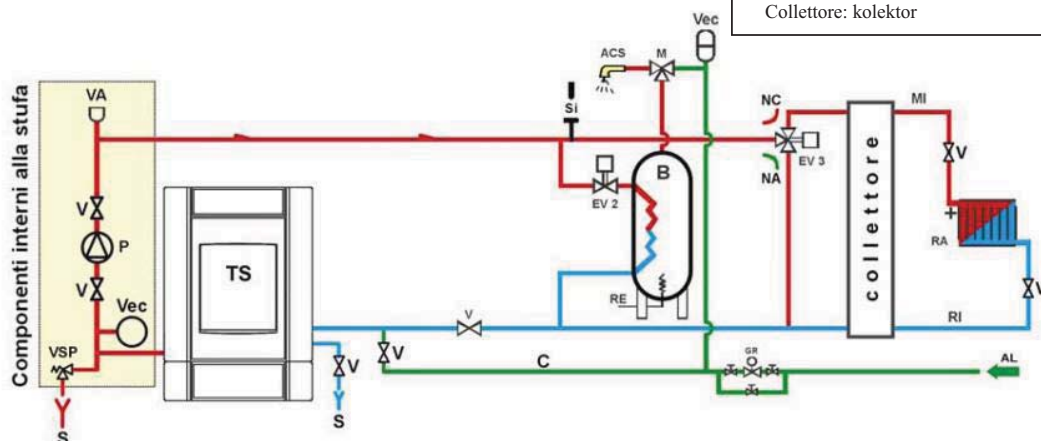 Collettore: kolektor
Vec
ACS
M
Componenti interni alla stufa
VA
Si
NC
MI
V
EV 3
B
NA
EV 2
V
collettore
V
P
+
RA
TS
V
Vec
RE
V
V
RI
VSP
V
V
C
GR
AL
S
S